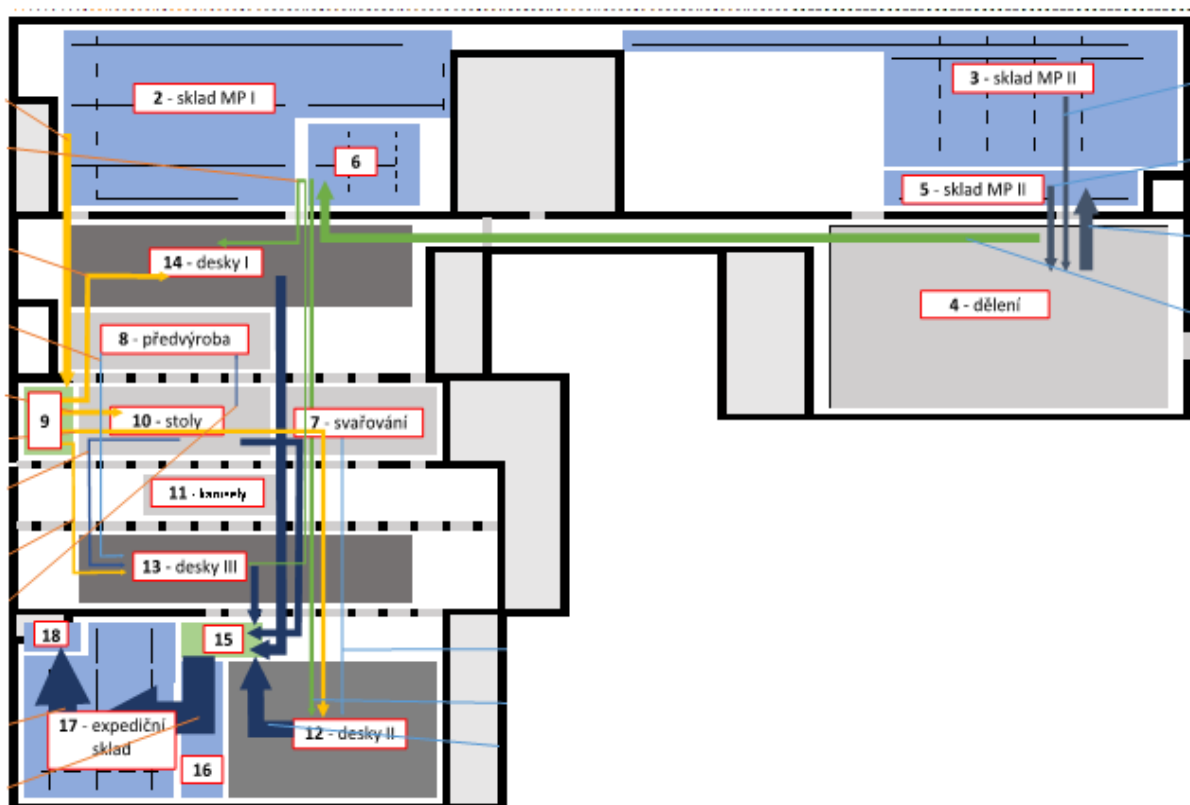 2 - sklad MP I
3 - sklad MP II
6
5 - sklad MP II
14 - desky I
4 - dělení
8 - předvýroba
9
10 - stoly
7 - svařování
11 -
13 - desky III
18
15
17 - expediční
sklad
12 - desky II
16